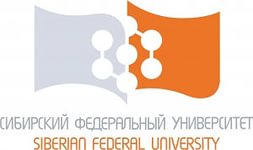 СИБИРСКИЙ ФЕДЕРАЛЬНЫЙ УНИВЕРСИТЕТ
SIBERIAN FEDERAL UNIVERSITY